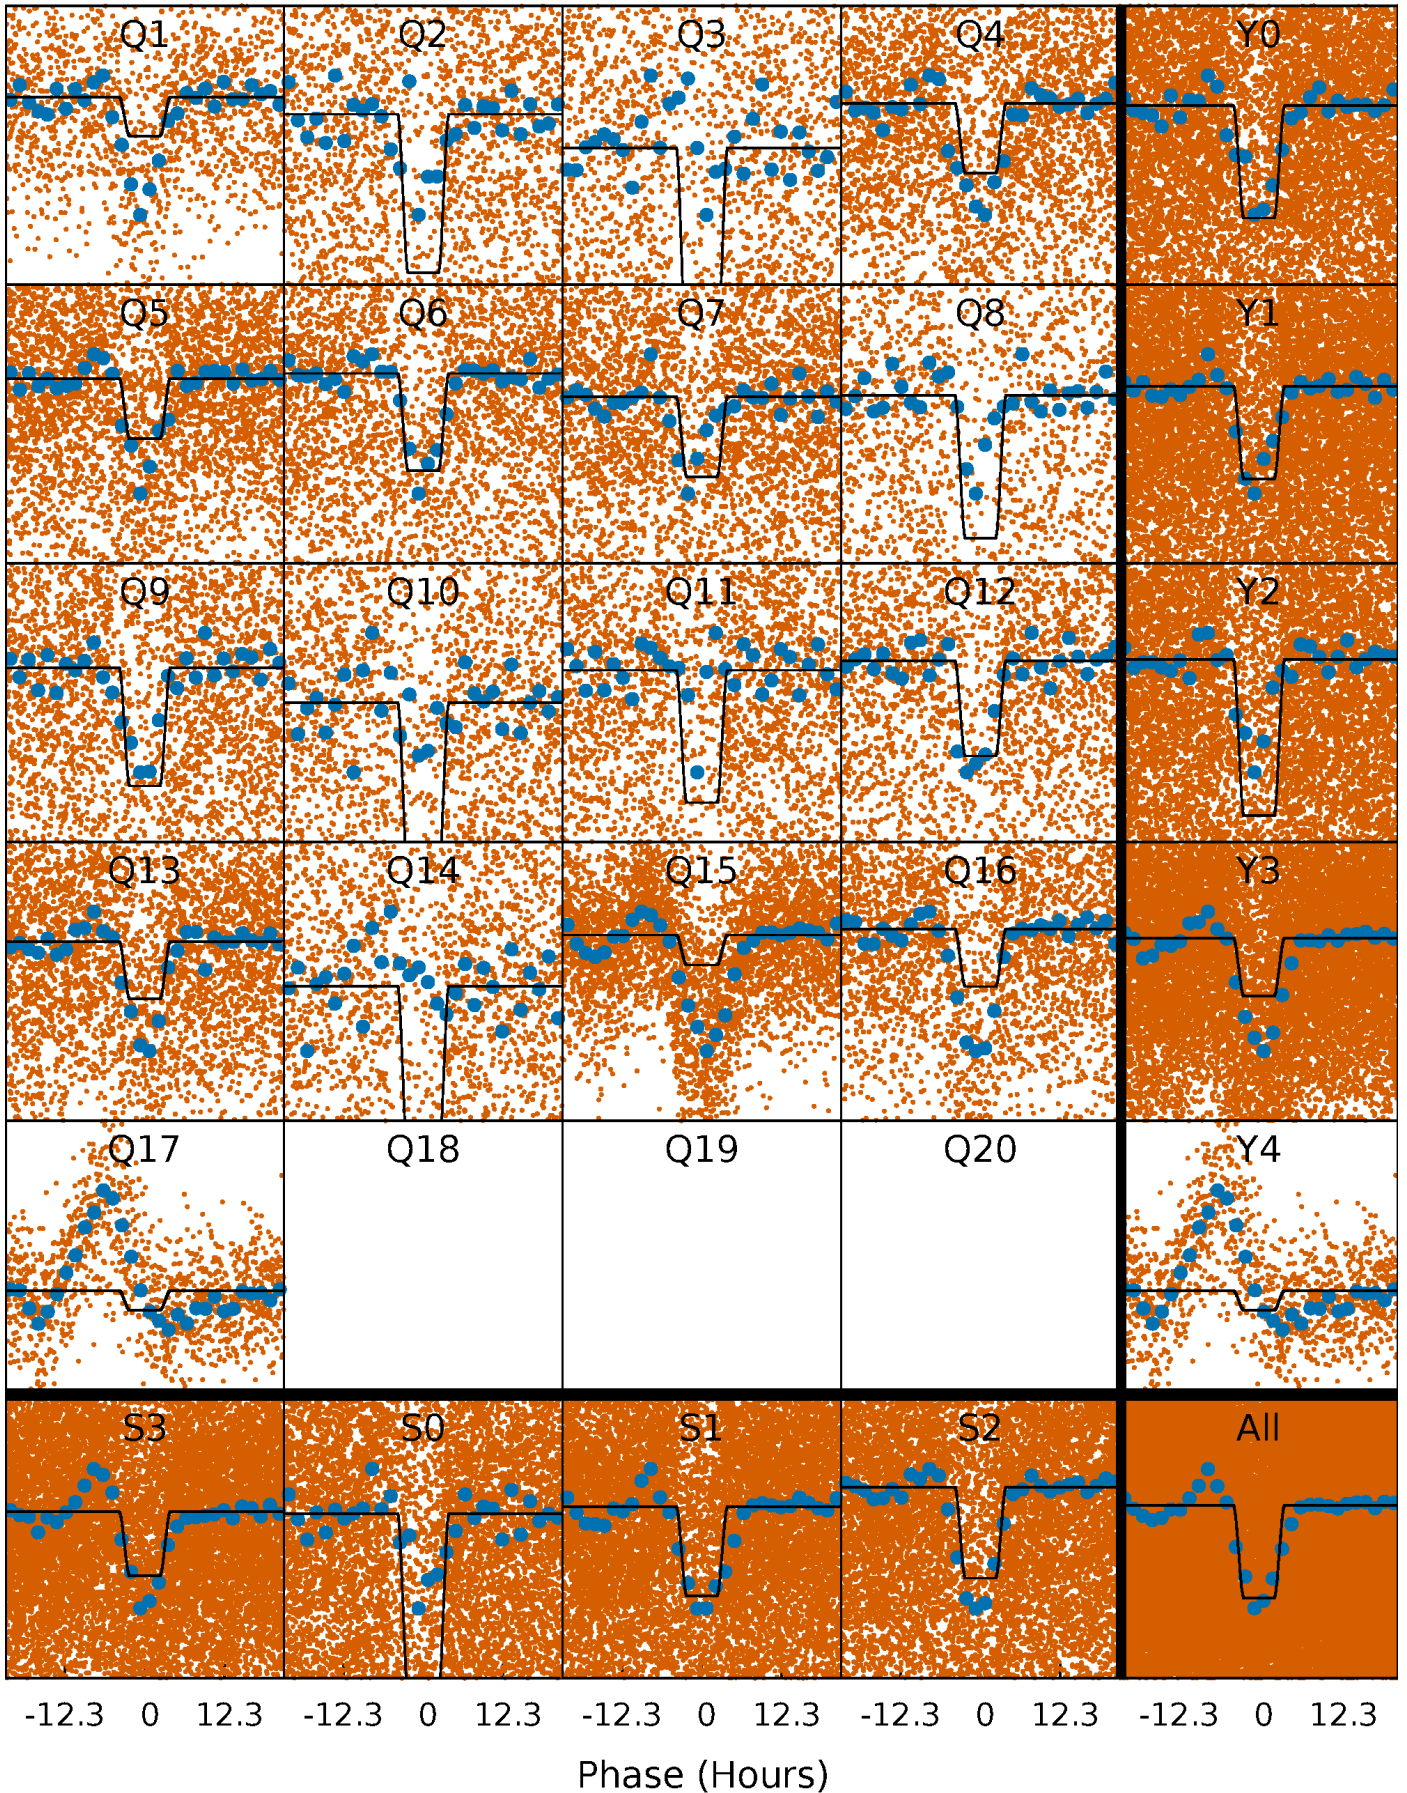 Q1 Q2 Q3 Q4 Y0
Q5 Q6 Q7 Q8 Y1
Q9 Q10 Q11 Q12 Y2
Q13 Q14 Q15 Q16 Y3
Q17 Q18 Q19 Q20 Y4
S3 S0 S1 S2 All
-12.3 0 12.3 -12.3 0 12.3 -12.3 0 12.3 -12.3 0 12.3 -12.3 0 12.3
Phase (Hours)